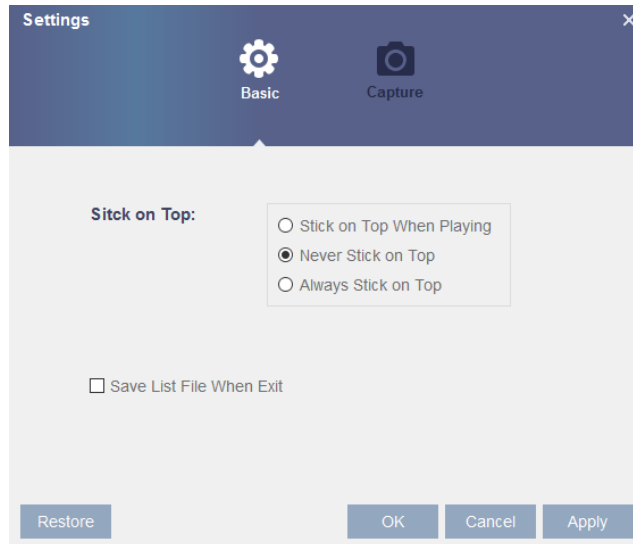 Settings
Basic
Capture
Sitck on Top:
Stick on Top When Playing
Never Stick on Top
Always Stick on Top
Save List File When Exit
Restore
OK
Cancel
Apply